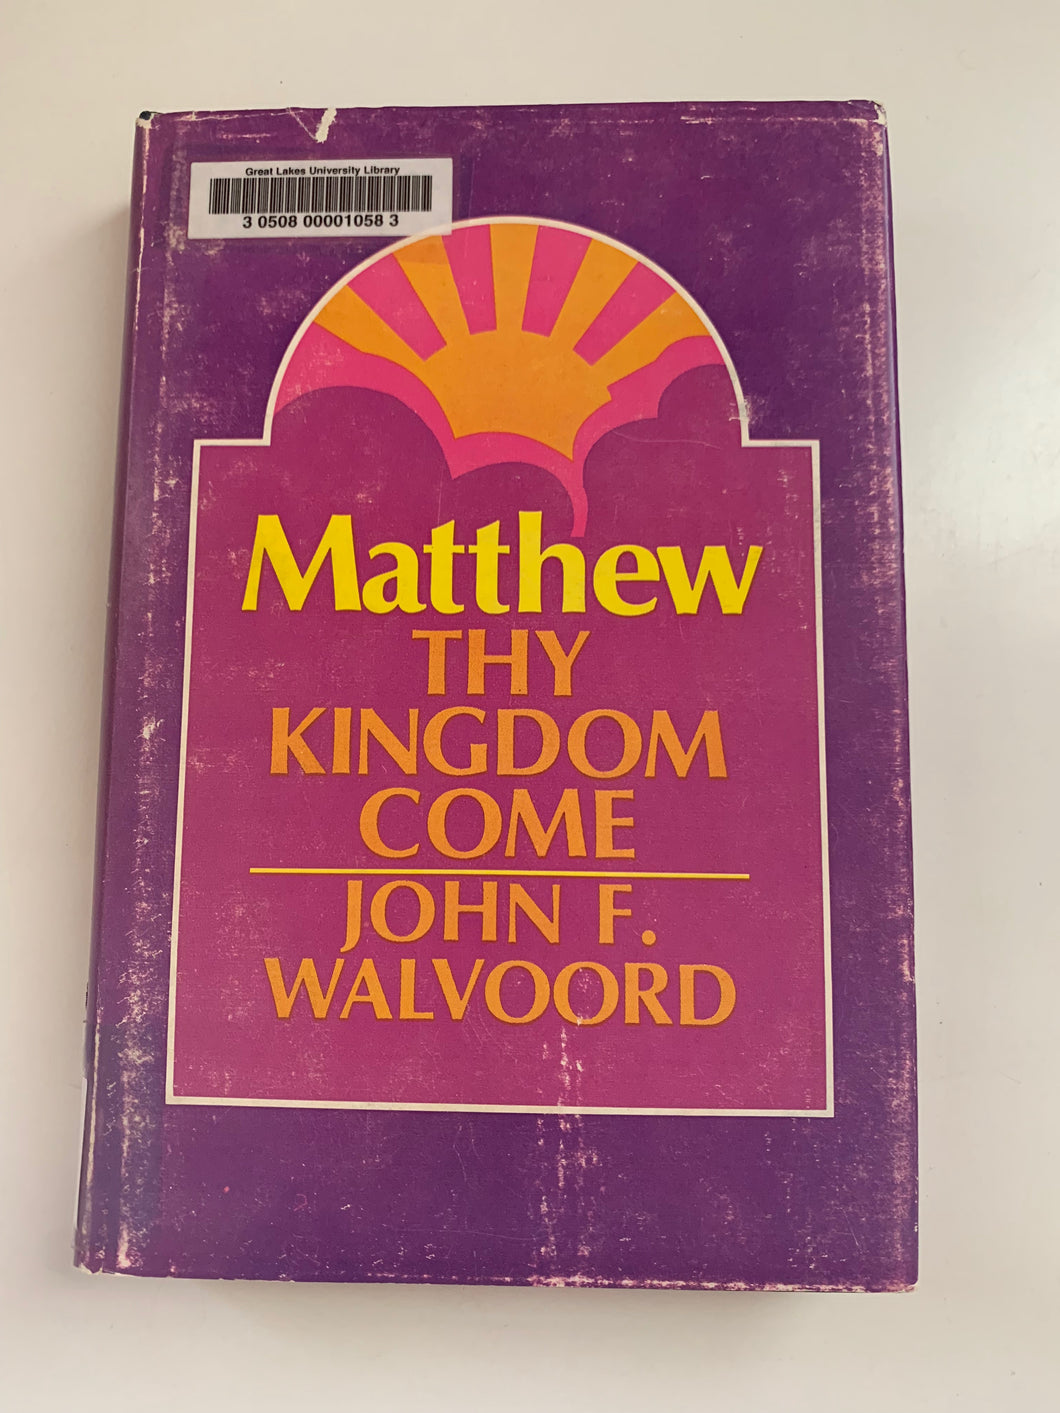 Great Lakes University Library
3 0508 00001058 3
Matthew
THY
KINGDOM
COME
JOHN F.
WALVOORD